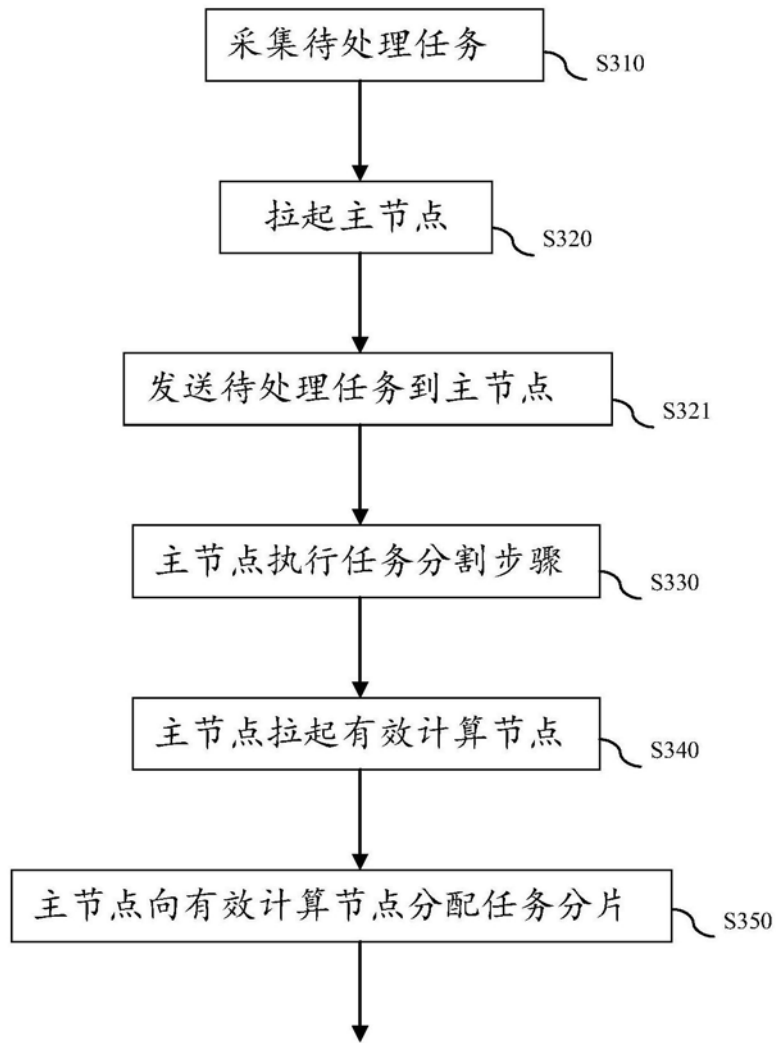 采集待处理任务
S310
拉起主节点
S320
发送待处理任务到主节点
S321
主节点执行任务分割步骤
S330
主节点拉起有效计算节点
S340
主节点向有效计算节点分配任务分片
S350